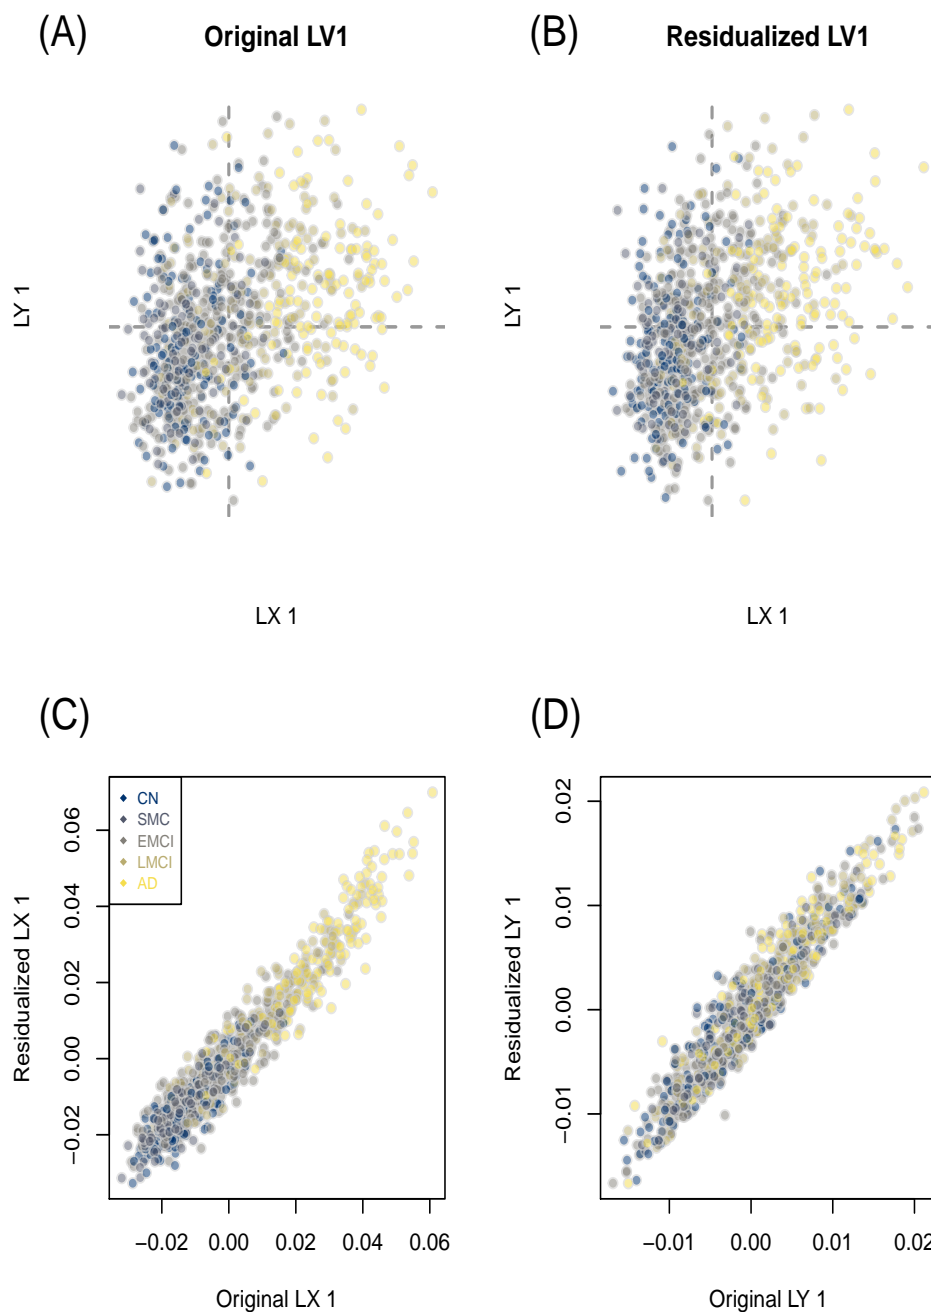 (A)
Original LV1
(B)
Residualized LV1
LY 1
LY 1
LX 1
LX 1
(C)
(D)
CN
SMC
EMCI
LMCI
AD
Residualized LX 1
−0.02
0.00
0.02
0.04
0.06
−0.02
0.00
0.02
0.04
0.06
Original LX 1
Residualized LY 1
−0.01
0.00
0.01
0.02
−0.01
0.00
0.01
0.02
Original LY 1